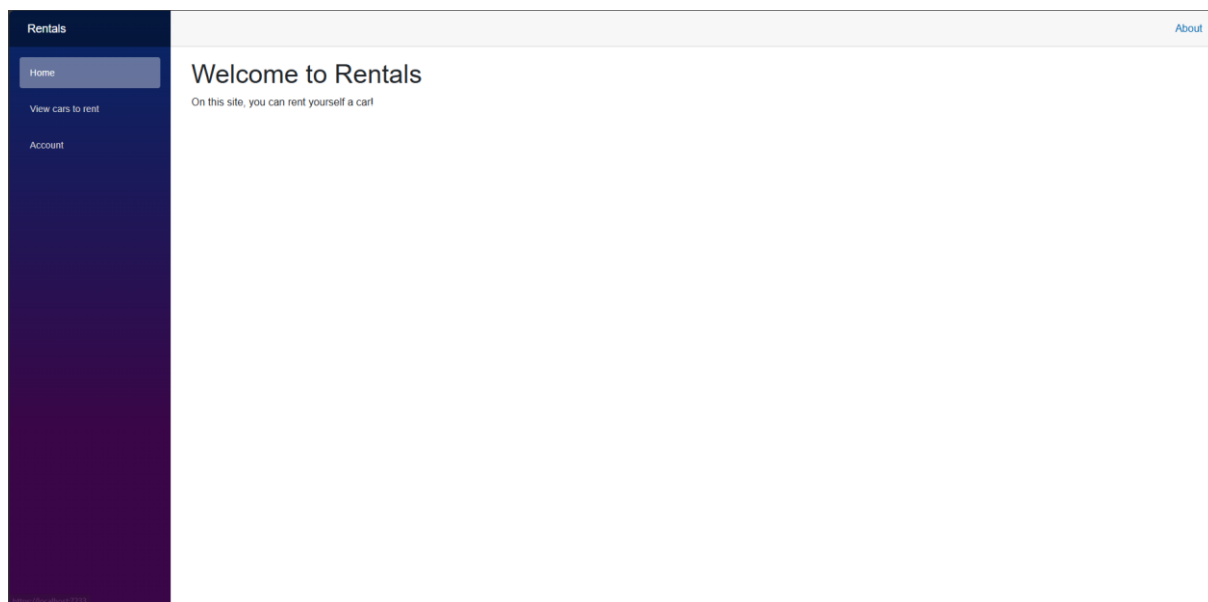 Rentals
About
Home
Welcome to Rentals
On this site, you can rent yourself a car!
View cars to rent
Account